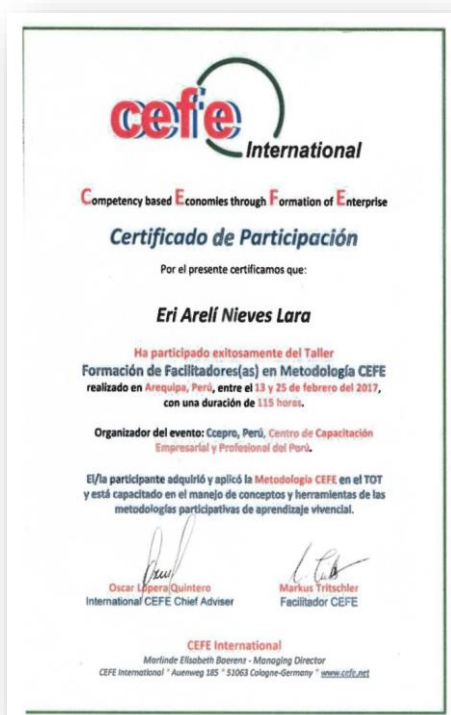 cefe
International
Competency based Economies through Formation of Enterprise
Certificado de Participación
Por el presente certificamos que:
Eri Arelí Nieves Lara
Ha participado exitosamente del Taller
Formación de Facilitadores(as) en Metodología CEFE
realizado en Arequipa, Perú, entre el 13 y 25 de febrero del 2017,
con una duración de 115 horas.
Organizador del evento: Ccepro, Perú, Centro de Capacitación
Empresarial y Profesional del Perú.
El/la participante adquirió y aplicó la Metodología CEFE en el TOT
y está capacitado en el manejo de conceptos y herramientas de las
metodologías participativas de aprendizaje vivencial.
Oscar Lopera Quintero
International CEFE Chief Adviser
Markus Tritschler
Facilitador CEFE
CEFE International
Marlinde Elisabeth Baerenz - Managing Director
CEFE International * Auenweg 185 * 51063 Cologne-Germany * www.cefe.net